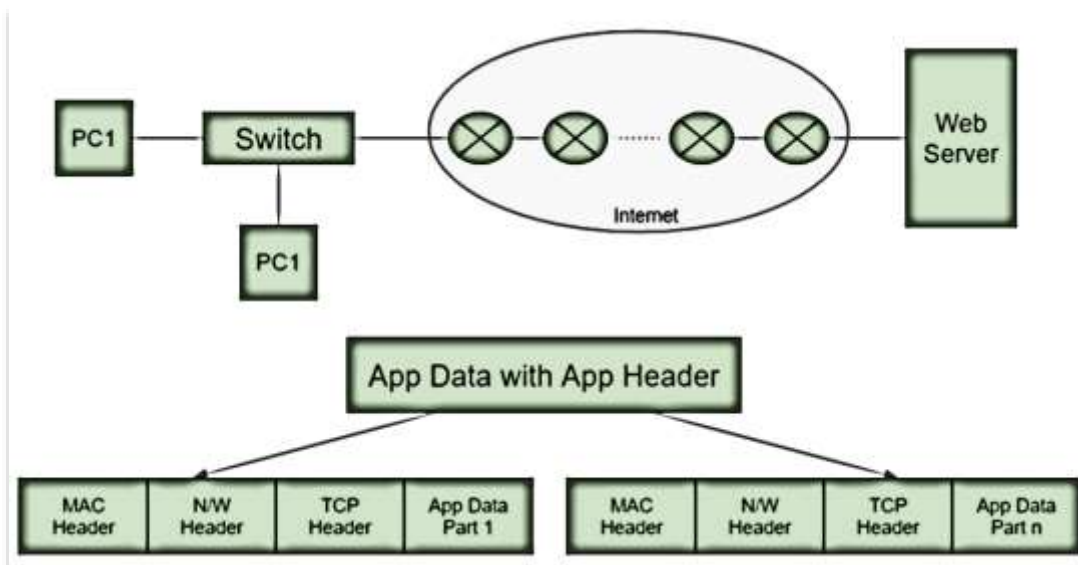 PC1
Switch
Web
Server
Internet
PC1
App Data with App Header
MAC
Header
N/W
Header
TCP
Header
App Data
Part 1
MAC
Header
N/W
Header
TCP
Header
App Data
Part n